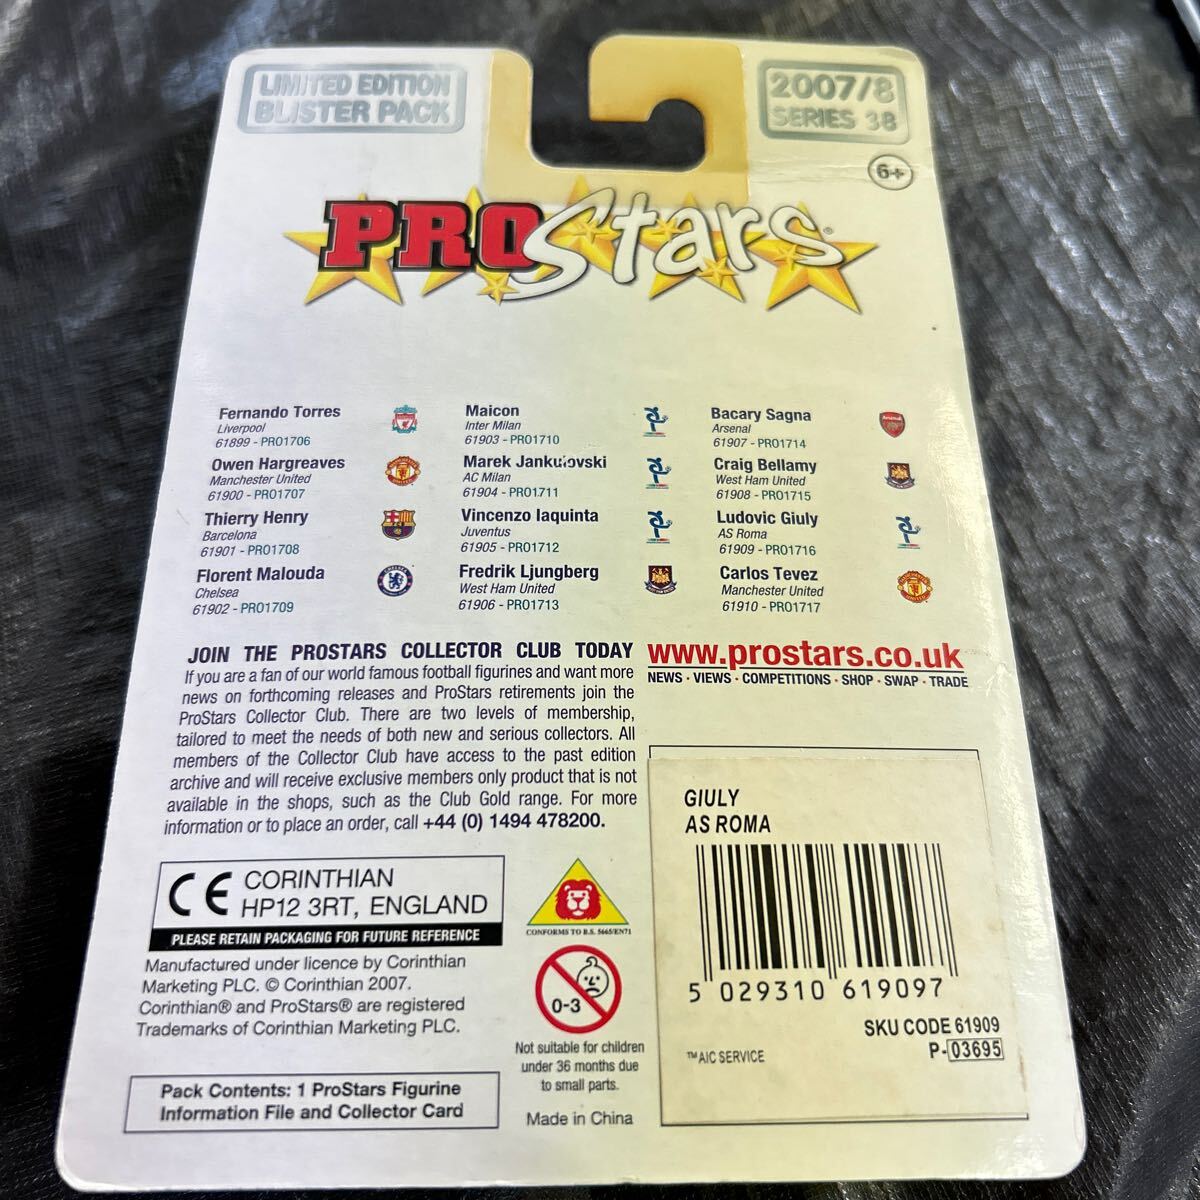 LIMITED EDITION
BLISTER PACK
2007/8
SERIES 38
6+
PROStars®
Fernando Torres
Liverpool
61899 - PRO1706
Owen Hargreaves
Manchester United
61900 - PRO1707
Thierry Henry
Barcelona
61901 - PRO1708
Florent Malouda
Chelsea
61902 - PRO1709
Maicon
Inter Milan
61903 - PRO1710
Marek Jankulovski
AC Milan
61904 - PRO1711
Vincenzo Iaquinta
Juventus
61905 - PRO1712
Fredrik Ljungberg
West Ham United
61906 - PRO1713
Bacary Sagna
Arsenal
61907 - PRO1714
Craig Bellamy
West Ham United
61908 - PRO1715
Ludovic Giuly
AS Roma
61909 - PRO1716
Carlos Tevez
Manchester United
61910 - PRO1717
JOIN THE PROSTARS COLLECTOR CLUB TODAY
If you are a fan of our world famous football figurines and want more
news on forthcoming releases and ProStars retirements join the
ProStars Collector Club. There are two levels of membership,
tailored to meet the needs of both new and serious collectors. All
members of the Collector Club have access to the past edition
archive and will receive exclusive members only product that is not
available in the shops, such as the Club Gold range. For more
information or to place an order, call +44 (0) 1494 478200.
www.prostars.co.uk
NEWS · VIEWS · COMPETITIONS · SHOP · SWAP · TRADE
CE CORINTHIAN
HP12 3RT, ENGLAND
PLEASE RETAIN PACKAGING FOR FUTURE REFERENCE
Manufactured under licence by Corinthian
Marketing PLC. © Corinthian 2007.
Corinthian® and ProStars® are registered
Trademarks of Corinthian Marketing PLC.
Pack Contents: 1 ProStars Figurine
Information File and Collector Card
CONFORMS TO B.S. 5665/EN71
0-3
Not suitable for children
under 36 months due
to small parts.
Made in China
GIULY
AS ROMA
5 029310 619097
SKU CODE 61909
P-03695
™AIC SERVICE